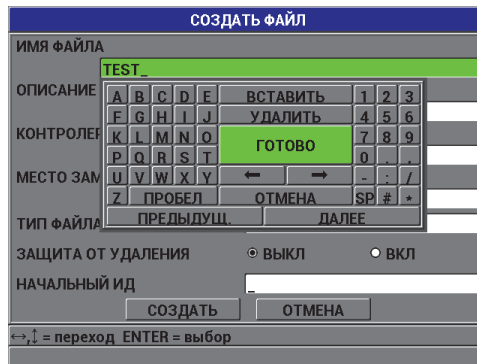 СОЗДАТЬ ФАЙЛ
ИМЯ ФАЙЛА
TEST_
ОПИСАНИЕ
A B C D E ВСТАВИТЬ 1 2 3
F G H I J УДАЛИТЬ 4 5 6
КОНТРОЛЕР
K L M N O ГОТОВО 7 8 9
P Q R S T 0 . ,
МЕСТО ЗАМ
U V W X Y ← → - : /
Z ПРОБЕЛ ОТМЕНА SP # *
ТИП ФАЙЛА
ПРЕДЫДУЩ. ДАЛЕЕ
ЗАЩИТА ОТ УДАЛЕНИЯ ВЫКЛ ВКЛ
НАЧАЛЬНЫЙ ИД _
СОЗДАТЬ ОТМЕНА
↔,↕ = переход ENTER = выбор